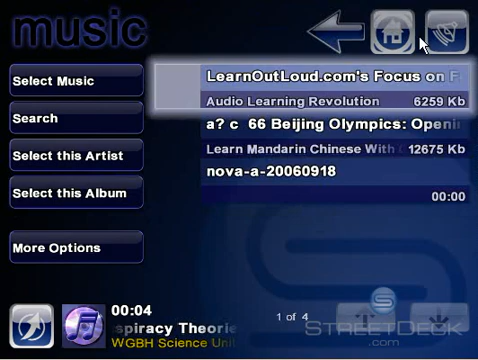 music
Select Music
Search
Select this Artist
Select this Album
More Options
LearnOutLoud.com's Focus on F
Audio Learning Revolution 6259 Kb
a? c 66 Beijing Olympics: Openi
Learn Mandarin Chinese With 12675 Kb
nova-a-20060918
00:00
00:04
spiracy Theorie
WGBH Science Unit
1 of 4
STREETDECK
.com